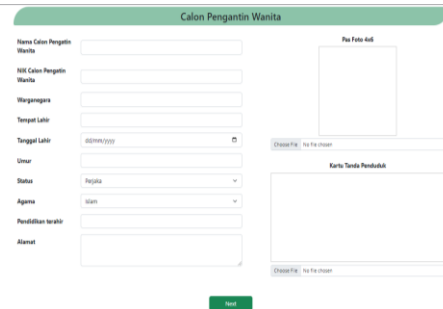 Calon Pengantin Wanita
Nama Calon Pengetin
Wanita
NIK Calon Pengetin
Wanita
Warganegara
Tempat Lahir
Tanggal Lahir
dd/mm/yyyy
Umur
Status
Perjaka
Agama
Islam
Pendidikan terahir
Alamat
Pas Foto 4x6
Choose File No file chosen
Kartu Tanda Penduduk
Choose File No file chosen
Next